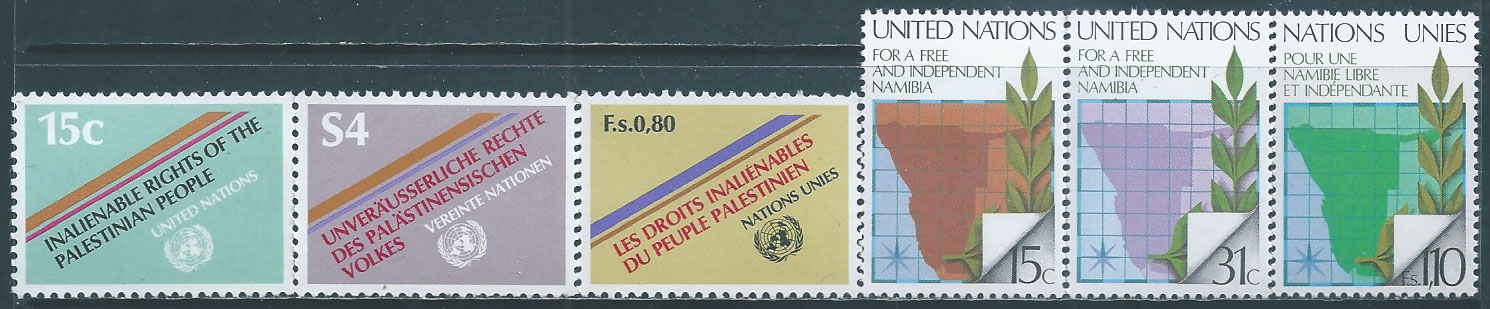 15c
INALIENABLE RIGHTS OF THE
PALESTINIAN PEOPLE
UNITED NATIONS
S4
UNVERÄUSSERLICHE RECHTE
DES PALÄSTINENSISCHEN
VOLKES
VEREINTE NATIONEN
F.s.0,80
LES DROITS INALIÉNABLES
DU PEUPLE PALESTINIEN
NATIONS UNIES
UNITED NATIONS
FOR A FREE
AND INDEPENDENT
NAMIBIA
15c
UNITED NATIONS
FOR A FREE
AND INDEPENDENT
NAMIBIA
31c
NATIONS UNIES
POUR UNE
NAMIBIE LIBRE
ET INDÉPENDANTE
Fs.1,10